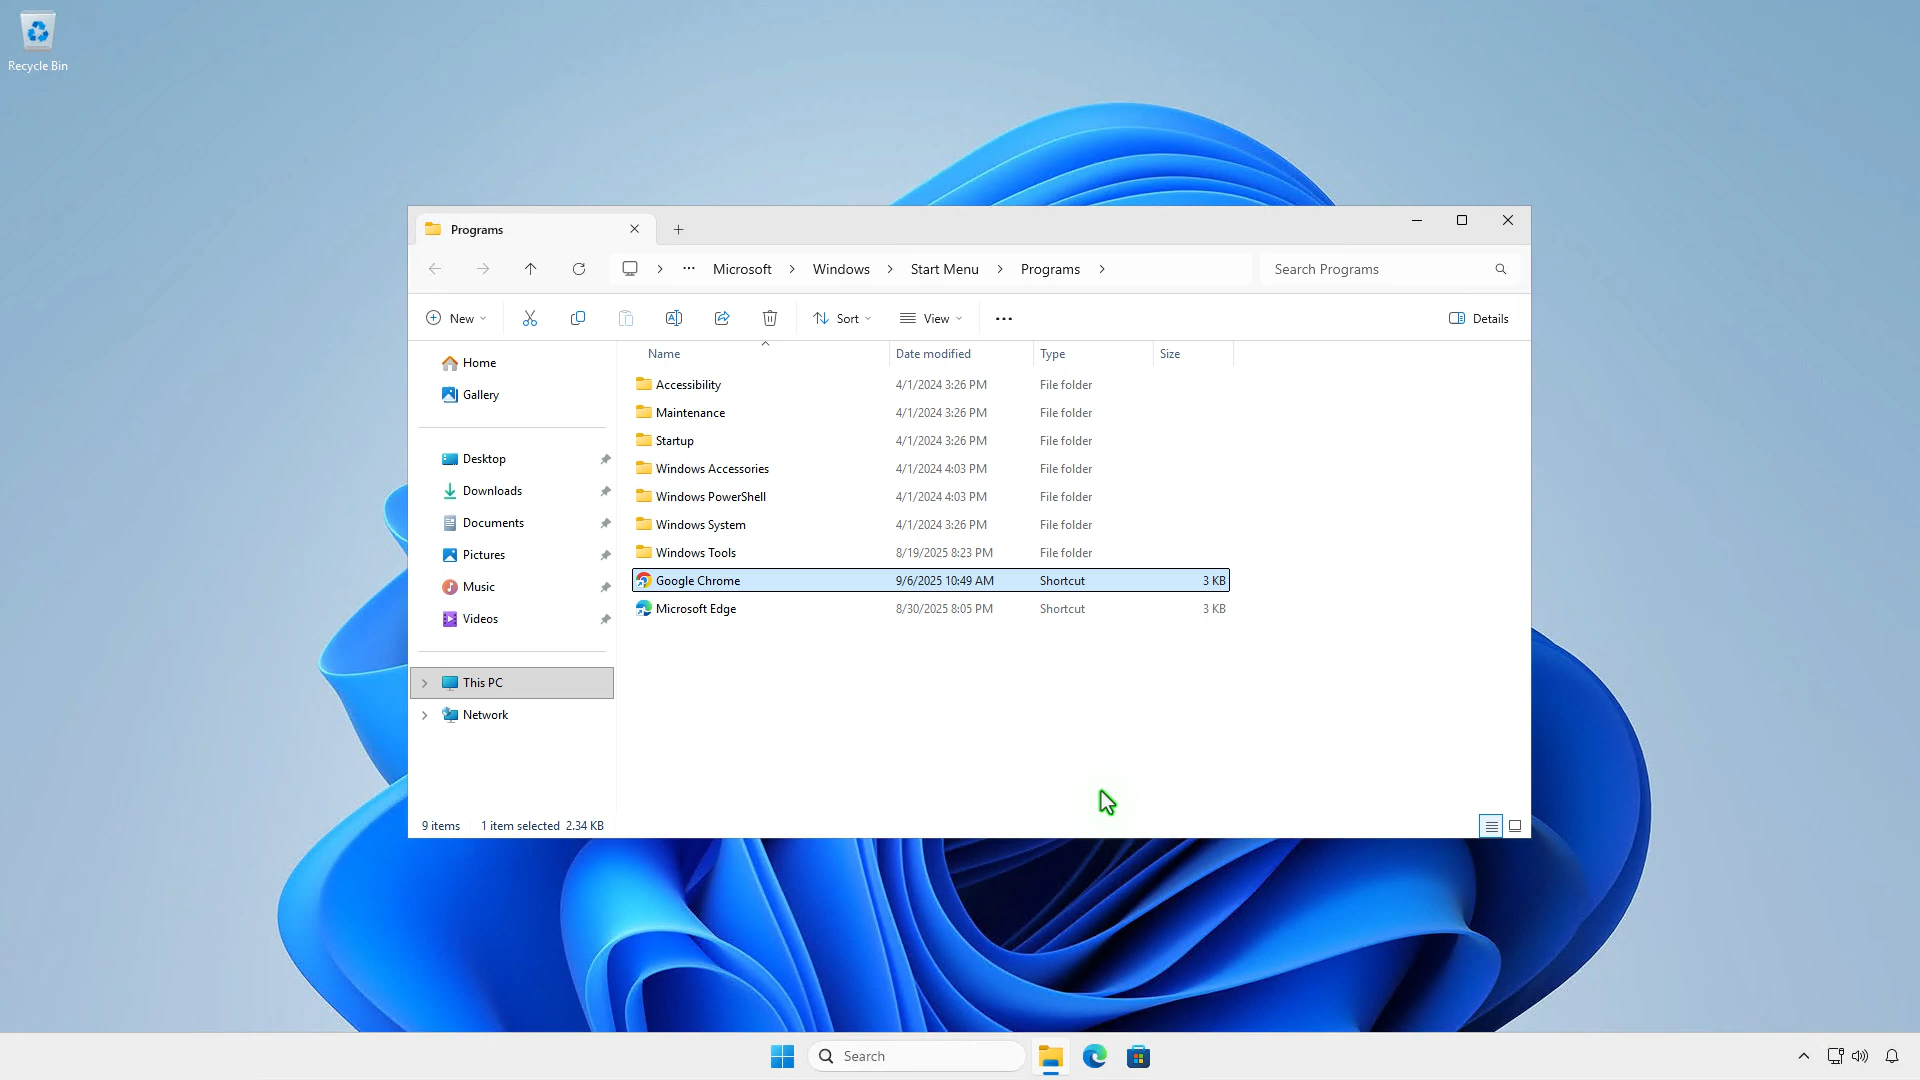 Recycle Bin
Programs
Microsoft
Windows
Start Menu
Programs
Search Programs
New
Sort
View
Details
Home
Gallery
Desktop
Downloads
Documents
Pictures
Music
Videos
This PC
Network
Name Date modified Type Size
Accessibility 4/1/2024 3:26 PM File folder
Maintenance 4/1/2024 3:26 PM File folder
Startup 4/1/2024 3:26 PM File folder
Windows Accessories 4/1/2024 4:03 PM File folder
Windows PowerShell 4/1/2024 4:03 PM File folder
Windows System 4/1/2024 3:26 PM File folder
Windows Tools 8/19/2025 8:23 PM File folder
Google Chrome 9/6/2025 10:49 AM Shortcut 3 KB
Microsoft Edge 8/30/2025 8:05 PM Shortcut 3 KB
9 items 1 item selected 2.34 KB
Search